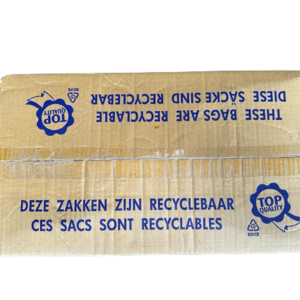 THESE BAGS ARE RECYCLABLE
DIESE SÄCKE SIND RECYCLEBAR
TOP
QUALITY
DEZE ZAKKEN ZIJN RECYCLEBAAR
CES SACS SONT RECYCLABLES
TOP
QUALITY